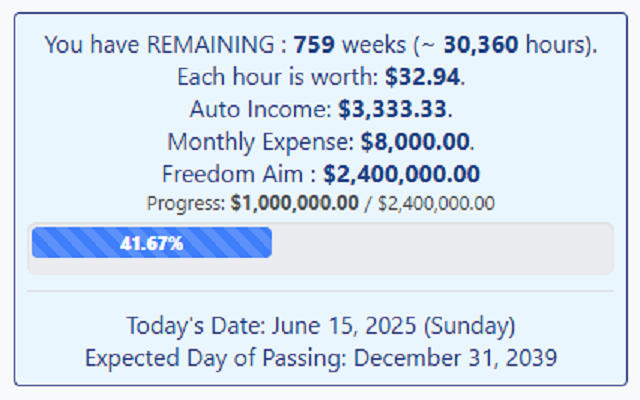 You have REMAINING : 759 weeks (~ 30,360 hours).
Each hour is worth: $32.94.
Auto Income: $3,333.33.
Monthly Expense: $8,000.00.
Freedom Aim : $2,400,000.00
Progress: $1,000,000.00 / $2,400,000.00
41.67%
Today's Date: June 15, 2025 (Sunday)
Expected Day of Passing: December 31, 2039